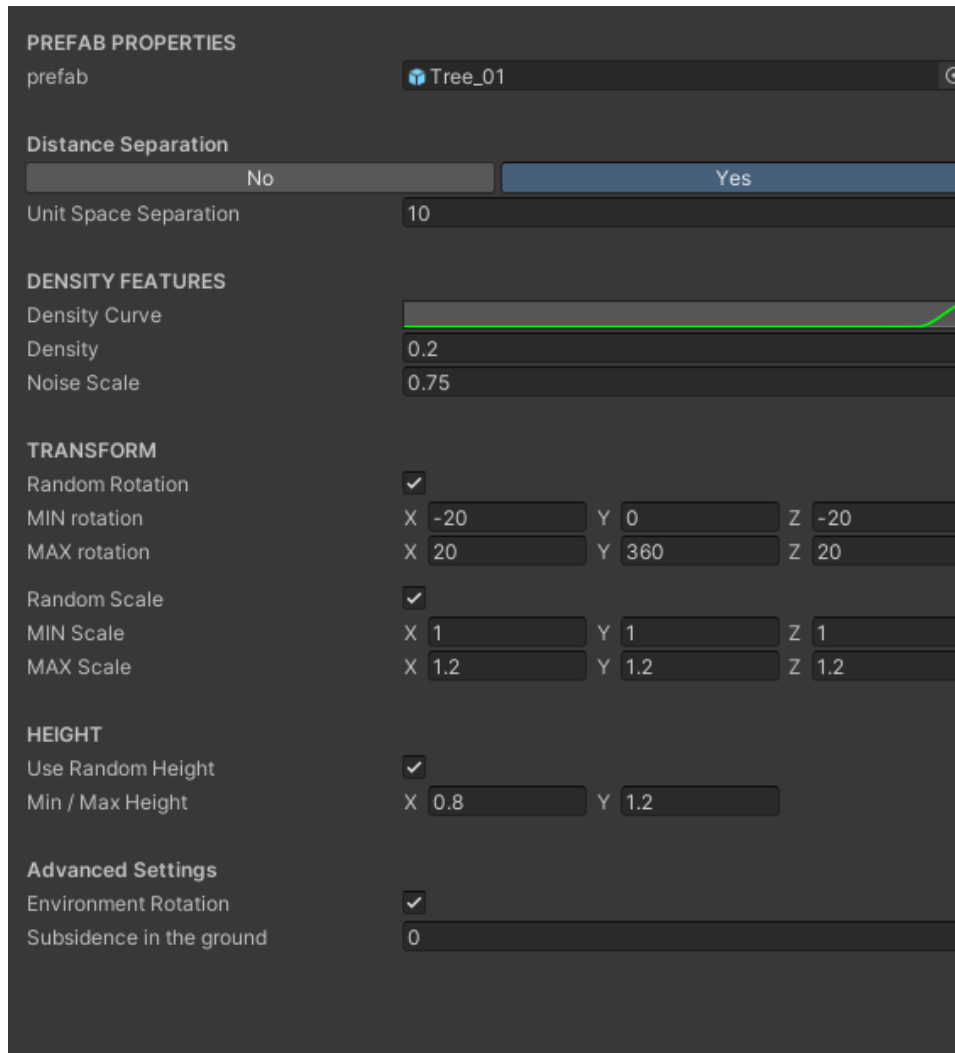 PREFAB PROPERTIES
prefab Tree_01
Distance Separation
No Yes
Unit Space Separation 10
DENSITY FEATURES
Density Curve
Density 0.2
Noise Scale 0.75
TRANSFORM
Random Rotation
MIN rotation X -20 Y 0 Z -20
MAX rotation X 20 Y 360 Z 20
Random Scale
MIN Scale X 1 Y 1 Z 1
MAX Scale X 1.2 Y 1.2 Z 1.2
HEIGHT
Use Random Height
Min / Max Height X 0.8 Y 1.2
Advanced Settings
Environment Rotation
Subsidence in the ground 0